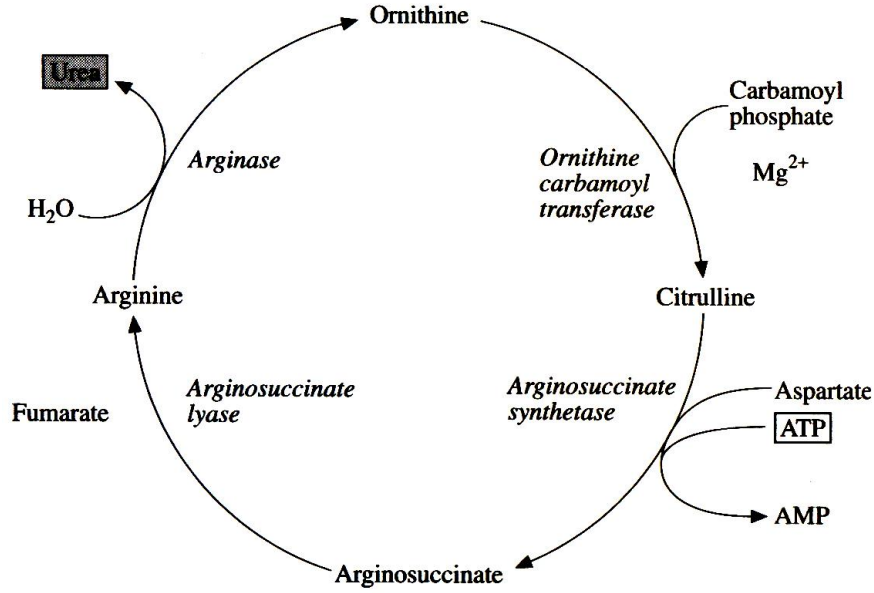 Ornithine
Urea
Carbamoyl
phosphate
Arginase
Ornithine
carbamoyl
transferase
Mg²⁺
H₂O
Arginine
Citrulline
Arginosuccinate
lyase
Arginosuccinate
synthetase
Aspartate
Fumarate
ATP
AMP
Arginosuccinate